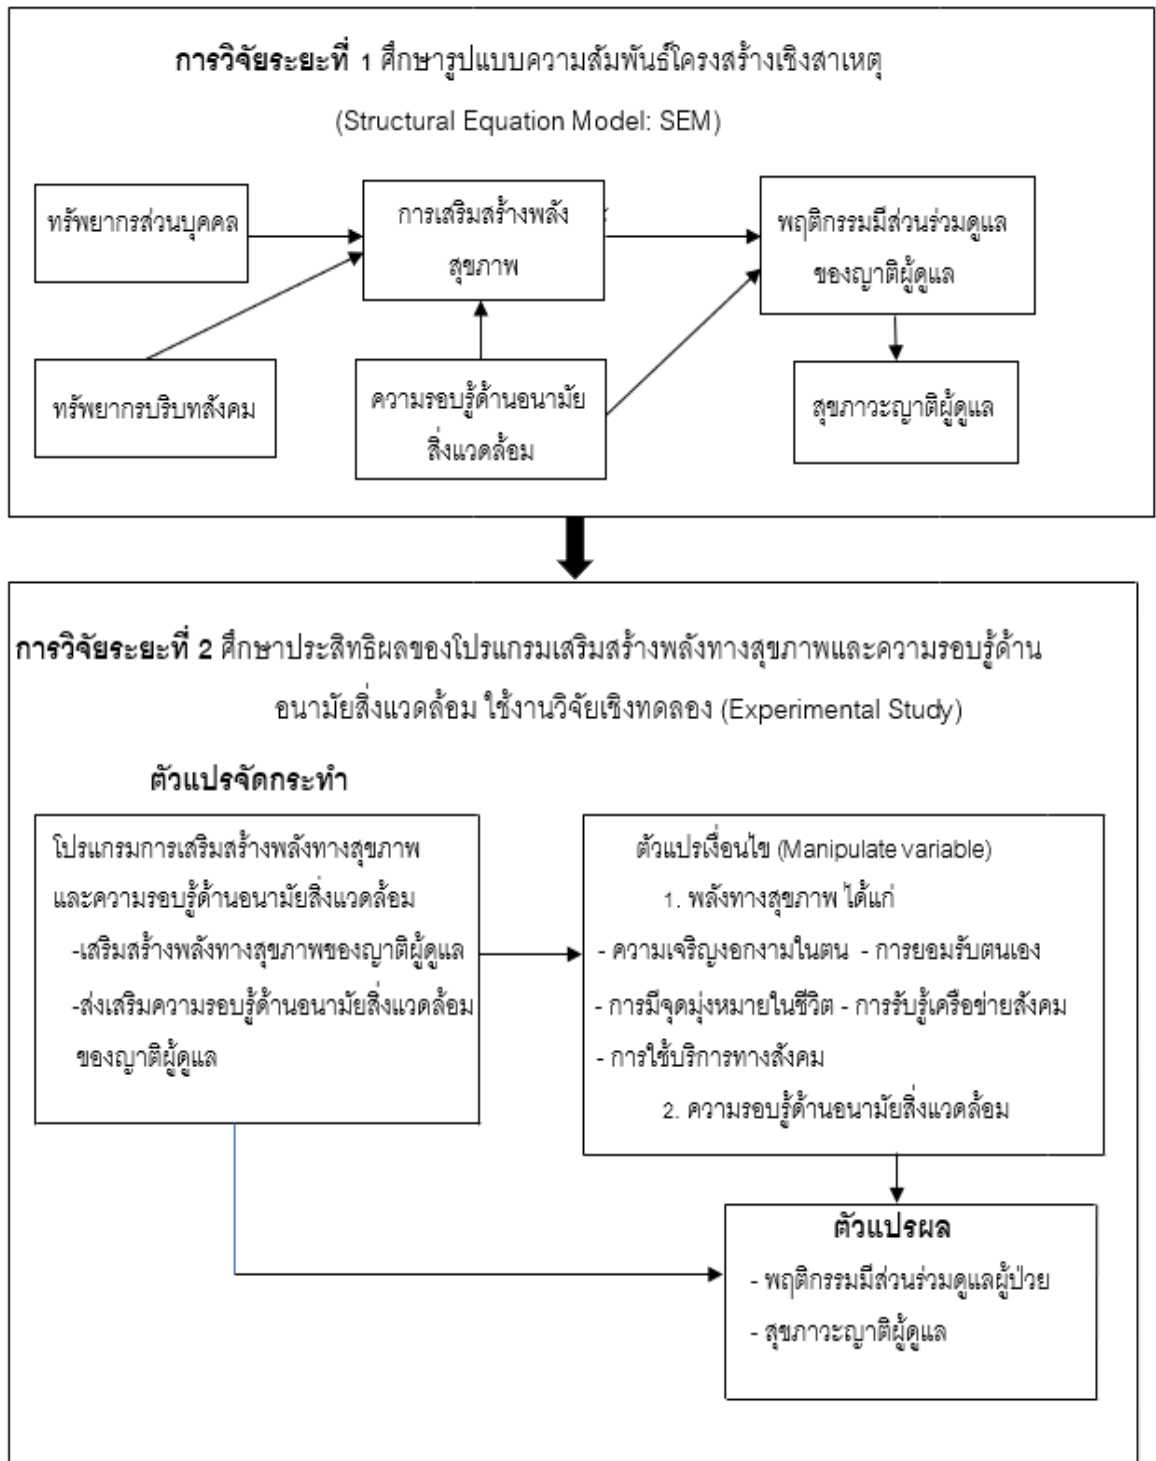 การวิจัยระยะที่ 1 ศึกษารูปแบบความสัมพันธ์โครงสร้างเชิงสาเหตุ
(Structural Equation Model: SEM)
ทรัพยากรส่วนบุคคล
การเสริมสร้างพลัง
สุขภาพ
พฤติกรรมมีส่วนร่วมดูแล
ของญาติผู้ดูแล
ทรัพยากรบริบทสังคม
ความรอบรู้ด้านอนามัย
สิ่งแวดล้อม
สุขภาวะญาติผู้ดูแล
การวิจัยระยะที่ 2 ศึกษาประสิทธิผลของโปรแกรมเสริมสร้างพลังทางสุขภาพและความรอบรู้ด้าน
อนามัยสิ่งแวดล้อม ใช้งานวิจัยเชิงทดลอง (Experimental Study)
ตัวแปรจัดกระทำ
โปรแกรมการเสริมสร้างพลังทางสุขภาพ
และความรอบรู้ด้านอนามัยสิ่งแวดล้อม
-เสริมสร้างพลังทางสุขภาพของญาติผู้ดูแล
-ส่งเสริมความรอบรู้ด้านอนามัยสิ่งแวดล้อม
ของญาติผู้ดูแล
ตัวแปรเงื่อนไข (Manipulate variable)
1. พลังทางสุขภาพ ได้แก่
- ความเจริญงอกงามในตน - การยอมรับตนเอง
- การมีจุดมุ่งหมายในชีวิต - การรับรู้เครือข่ายสังคม
- การใช้บริการทางสังคม
2. ความรอบรู้ด้านอนามัยสิ่งแวดล้อม
ตัวแปรผล
- พฤติกรรมมีส่วนร่วมดูแลผู้ป่วย
- สุขภาวะญาติผู้ดูแล